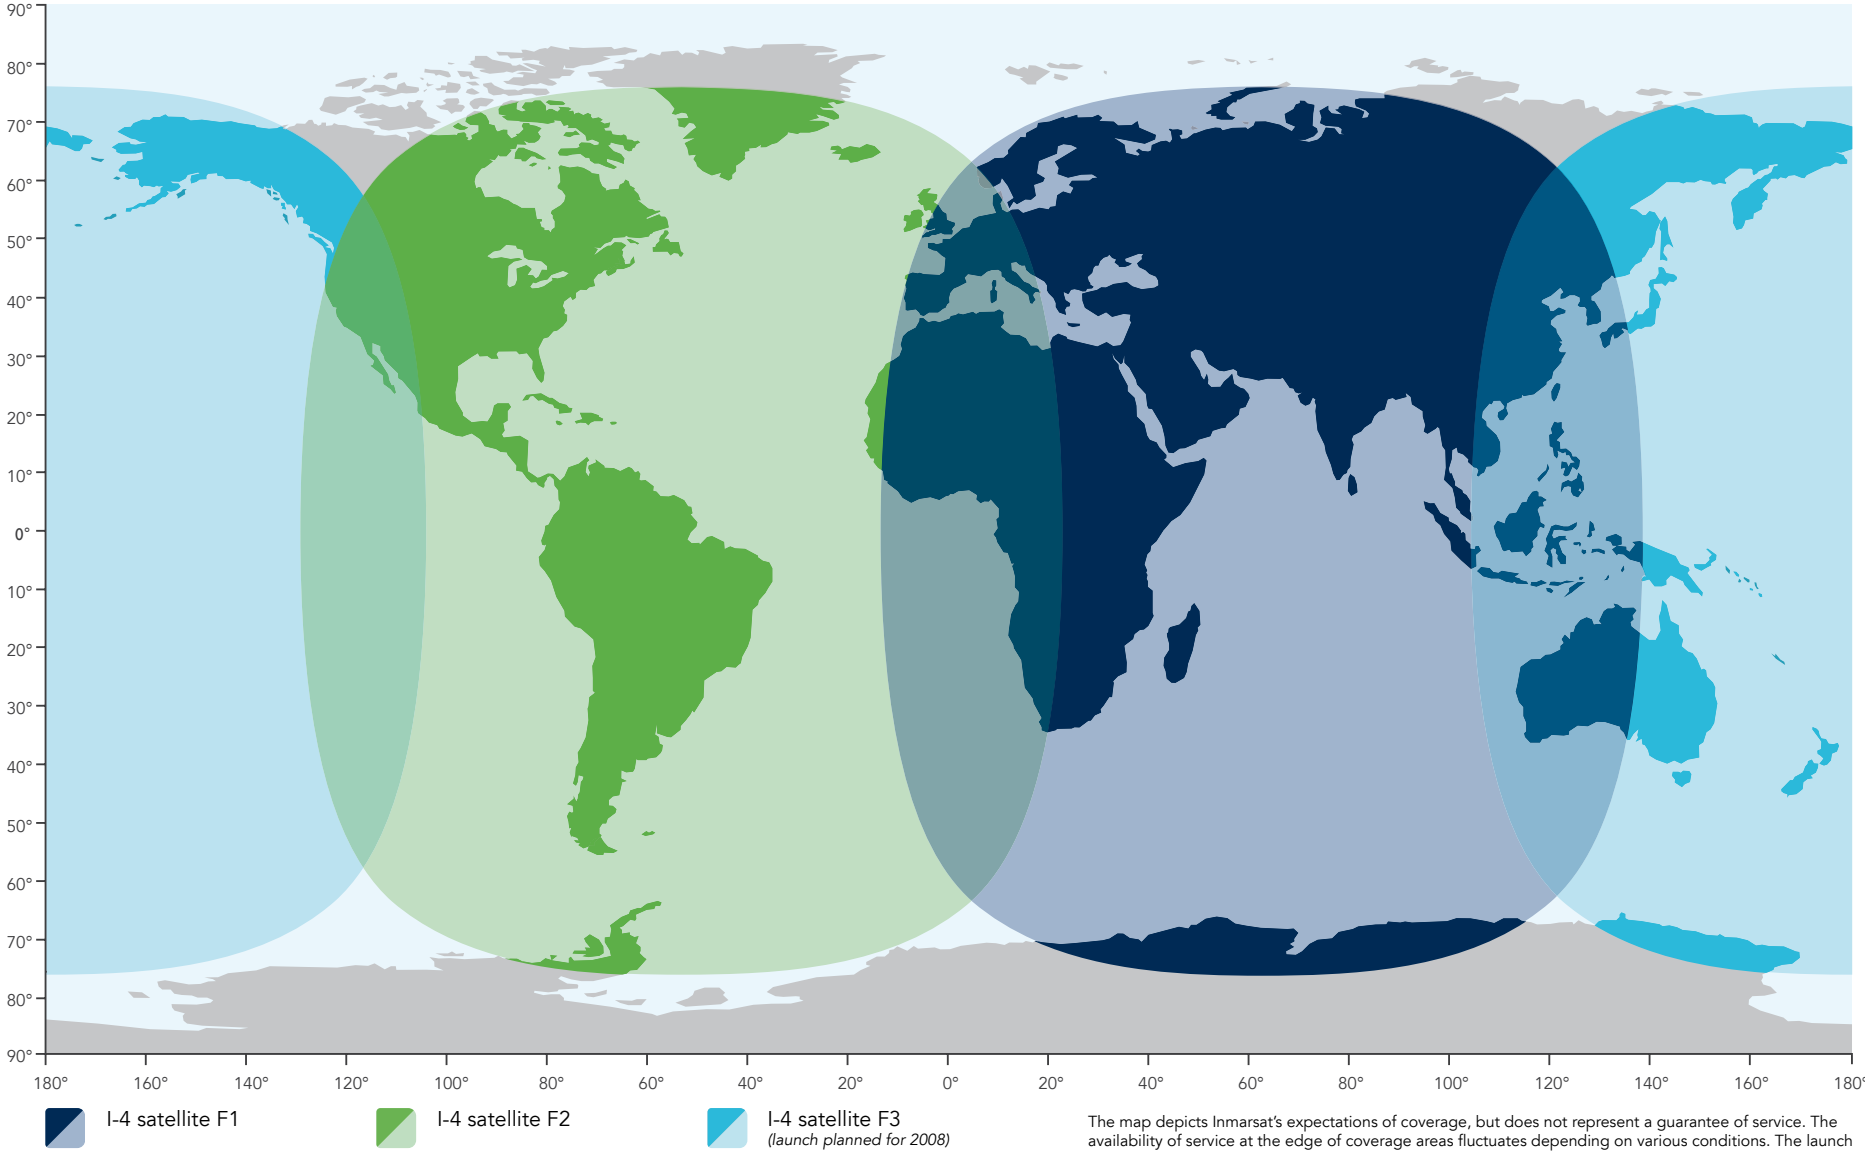 90°
80°
70°
60°
50°
40°
30°
20°
10°
0°
10°
20°
30°
40°
50°
60°
70°
80°
90°
180° 160° 140° 120° 100° 80° 60° 40° 20° 0° 20° 40° 60° 80° 100° 120° 140° 160° 180°
I-4 satellite F1
I-4 satellite F2
I-4 satellite F3
(launch planned for 2008)
The map depicts Inmarsat’s expectations of coverage, but does not represent a guarantee of service. The
availability of service at the edge of coverage areas fluctuates depending on various conditions. The launch